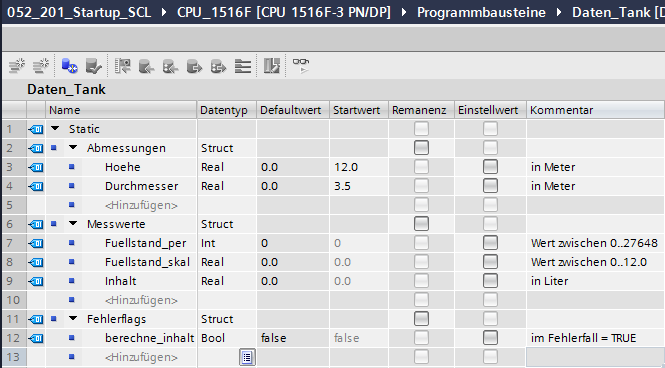 052_201_Startup_SCL CPU_1516F [CPU 1516F-3 PN/DP] Programmbausteine Daten_Tank [D
Daten_Tank
Name Datentyp Defaultwert Startwert Remanenz Einstellwert Kommentar
1 Static
2 Abmessungen Struct
3 Hoehe Real 0.0 12.0 in Meter
4 Durchmesser Real 0.0 3.5 in Meter
5 <Hinzufügen>
6 Messwerte Struct
7 Fuellstand_per Int 0 0 Wert zwischen 0..27648
8 Fuellstand_skal Real 0.0 0.0 Wert zwischen 0..12.0
9 Inhalt Real 0.0 0.0 in Liter
10 <Hinzufügen>
11 Fehlerflags Struct
12 berechne_inhalt Bool false false im Fehlerfall = TRUE
13 <Hinzufügen>